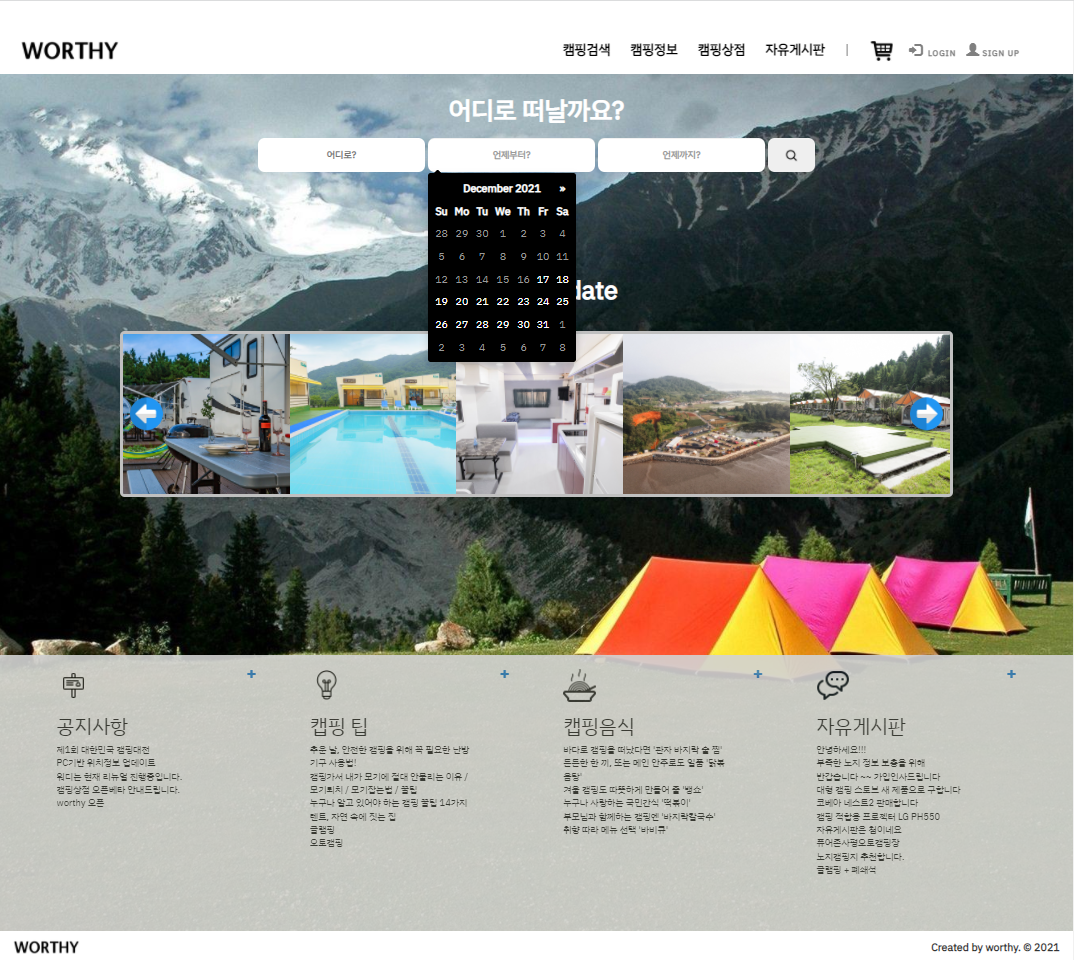 WORTHY
캠핑검색 캠핑정보 캠핑상점 자유게시판 | LOGIN SIGN UP
어디로 떠날까요?
어디로? 언제부터? 언제까지?
December 2021 »
Su Mo Tu We Th Fr Sa
28 29 30 1 2 3 4
5 6 7 8 9 10 11
12 13 14 15 16 17 18
19 20 21 22 23 24 25
26 27 28 29 30 31 1
2 3 4 5 6 7 8
date
공지사항
제1회 대한민국 캠핑대전
PC기반 위치정보 업데이트
워디는 현재 리뉴얼 진행중입니다.
캠핑상점 오픈베타 안내드립니다.
worthy 오픈
캡핑 팁
추운 날, 안전한 캠핑을 위해 꼭 필요한 난방
기구 사용법!
캠핑가서 내가 모기에 절대 안물리는 이유 /
모기퇴치 / 모기잡는법 / 꿀팁
누구나 알고 있어야 하는 캠핑 꿀팁 14가지
텐트, 자연 속에 짓는 집
글램핑
오토캠핑
캡핑음식
바다로 캠핑을 떠났다면 '관자 바지락 술 찜'
든든한 한 끼, 또는 메인 안주로도 일품 '닭볶
음탕'
겨울 캠핑도 따뜻하게 만들어 줄 '뱅쇼'
누구나 사랑하는 국민간식 '떡볶이'
부모님과 함께하는 캠핑엔 '바지락칼국수'
취향 따라 메뉴 선택 '바비큐'
자유게시판
안녕하세요!!!
부족한 노지 정보 보충을 위해
반갑습니다 ~~ 가입인사드립니다
대형 캠핑 스토브 새 제품으로 구합니다
코베아 네스트2 판매합니다
캠핑 적합용 프로젝터 LG PH550
자유게시판은 첨이네요
퓨어존사평오토캠핑장
노지캠핑지 추천합니다.
글램핑 + 폐쇄석
WORTHY
Created by worthy. © 2021